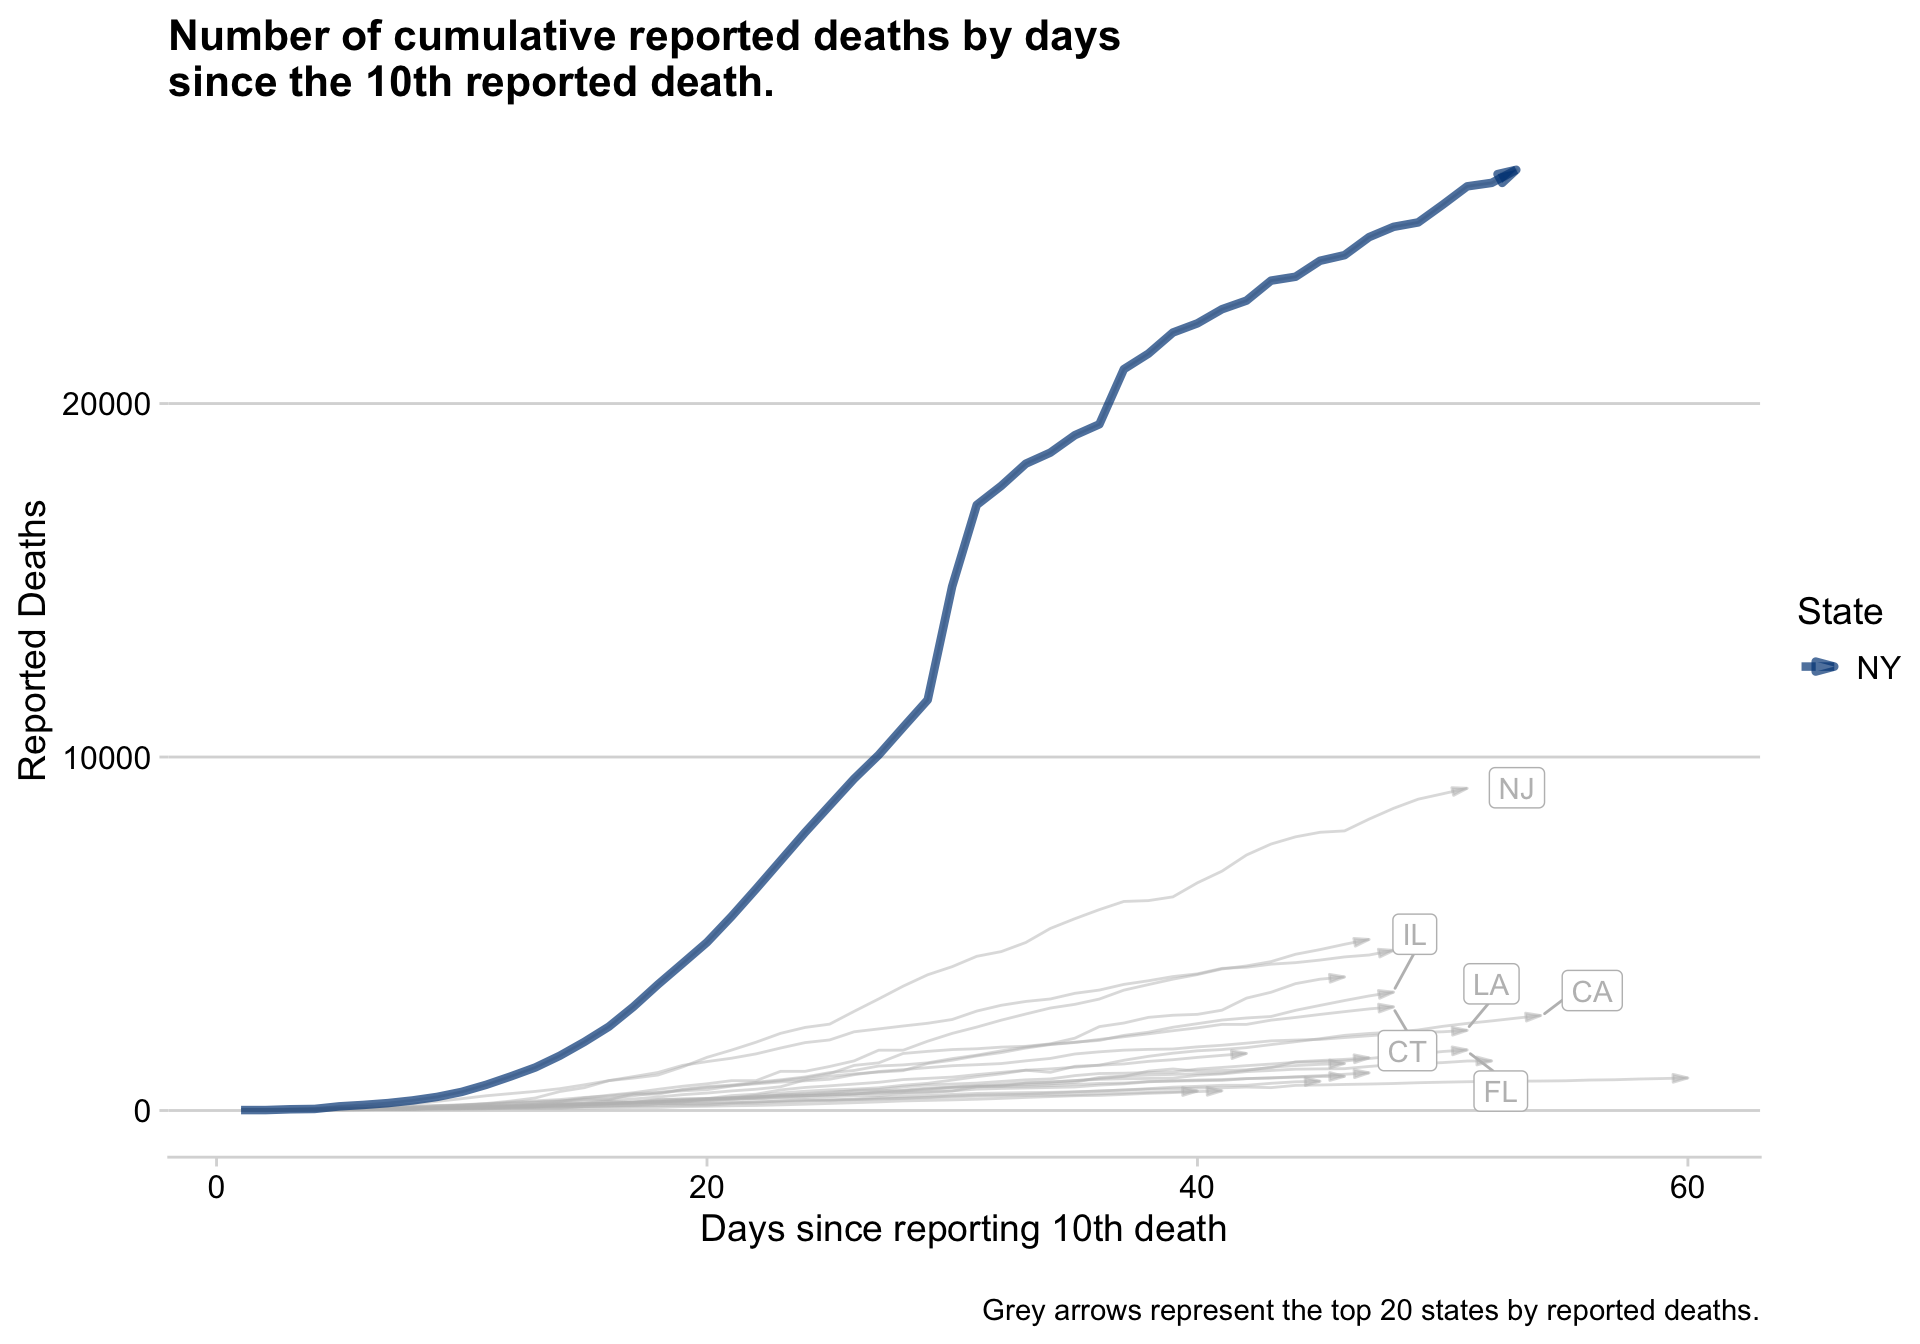 Number of cumulative reported deaths by days
since the 10th reported death.
Reported Deaths
20000
10000
0
NJ
IL
LA
CA
CT
FL
State
NY
0 20 40 60
Days since reporting 10th death
Grey arrows represent the top 20 states by reported deaths.